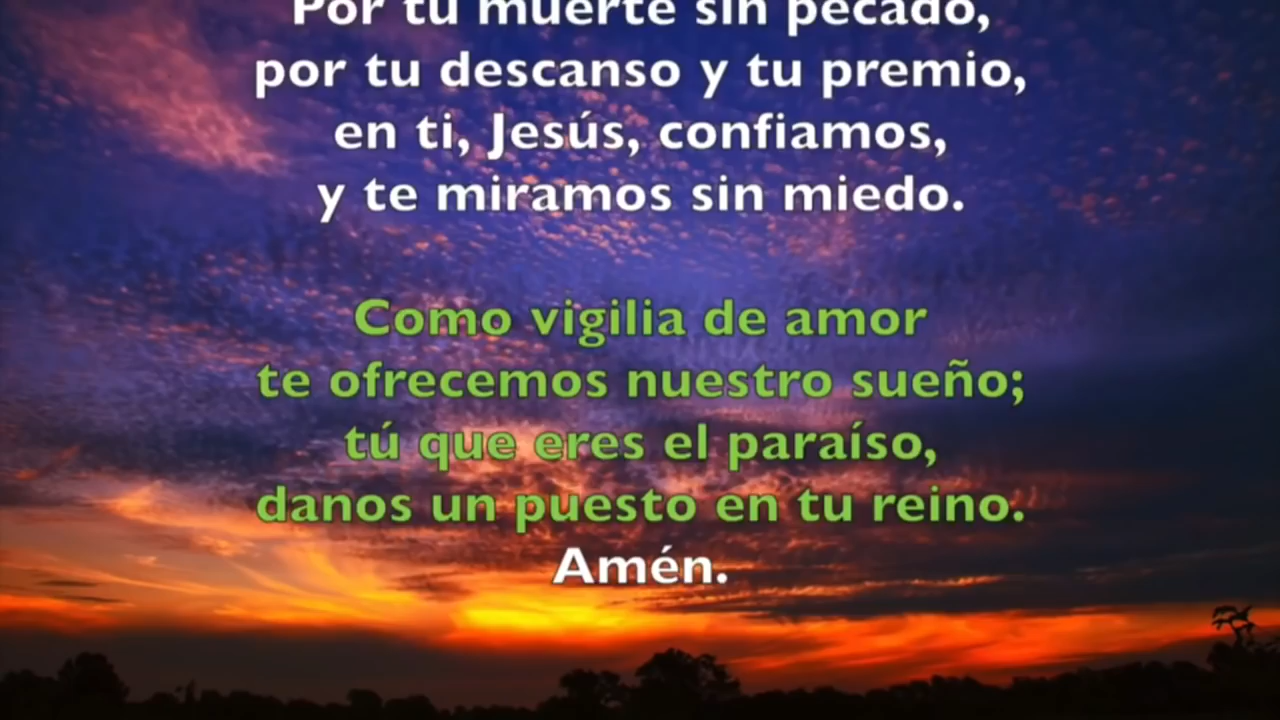 Por tu muerte sin pecado,
por tu descanso y tu premio,
en ti, Jesús, confiamos,
y te miramos sin miedo.
Como vigilia de amor
te ofrecemos nuestro sueño;
tú que eres el paraíso,
danos un puesto en tu reino.
Amén.